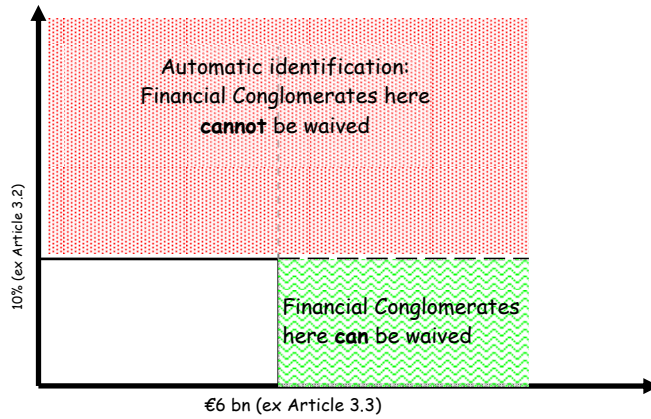 Automatic identification:
Financial Conglomerates here
cannot be waived
10% (ex Article 3.2)
Financial Conglomerates
here can be waived
€6 bn (ex Article 3.3)